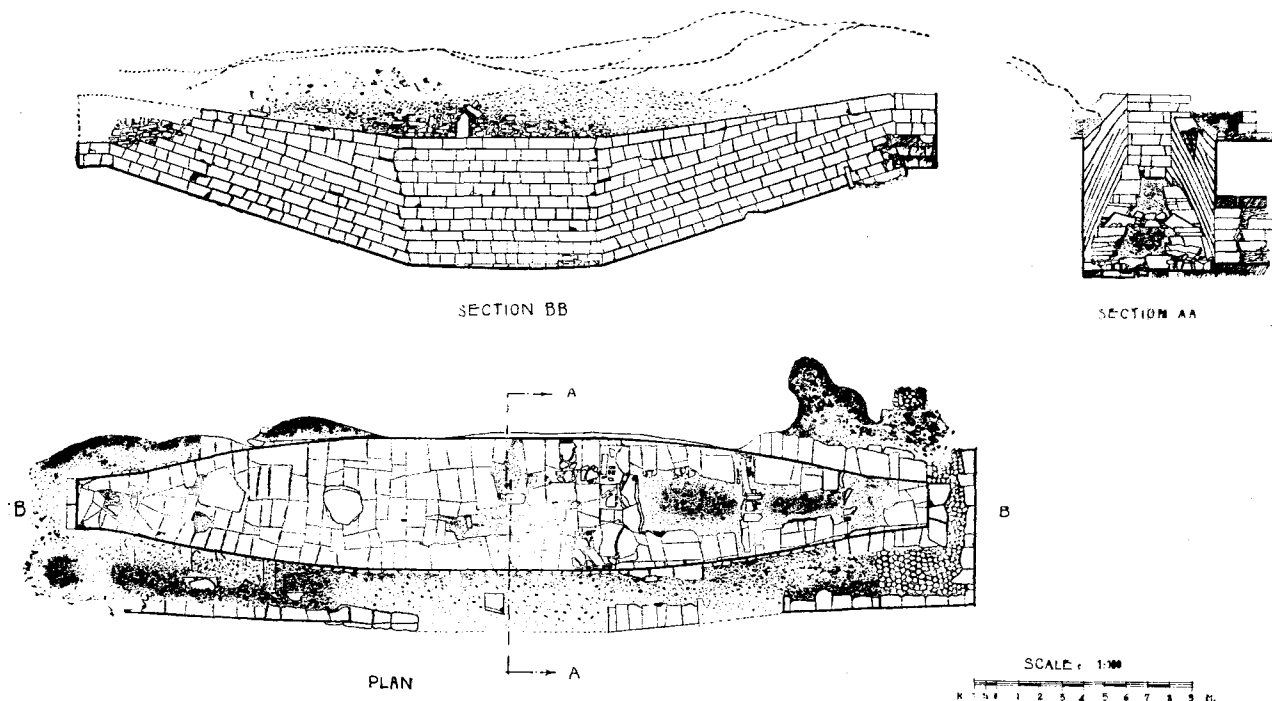 SECTION BB
SECTION AA
A
B
B
A
PLAN
SCALE: 1:100
1 2 3 4 5 6 7 8 9 M.